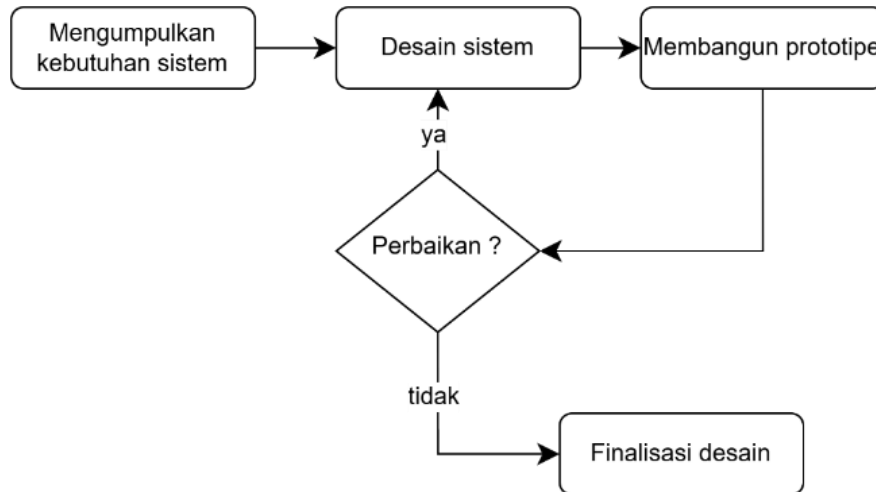 Mengumpulkan
kebutuhan sistem
Desain sistem
Membangun prototipe
ya
Perbaikan ?
tidak
Finalisasi desain